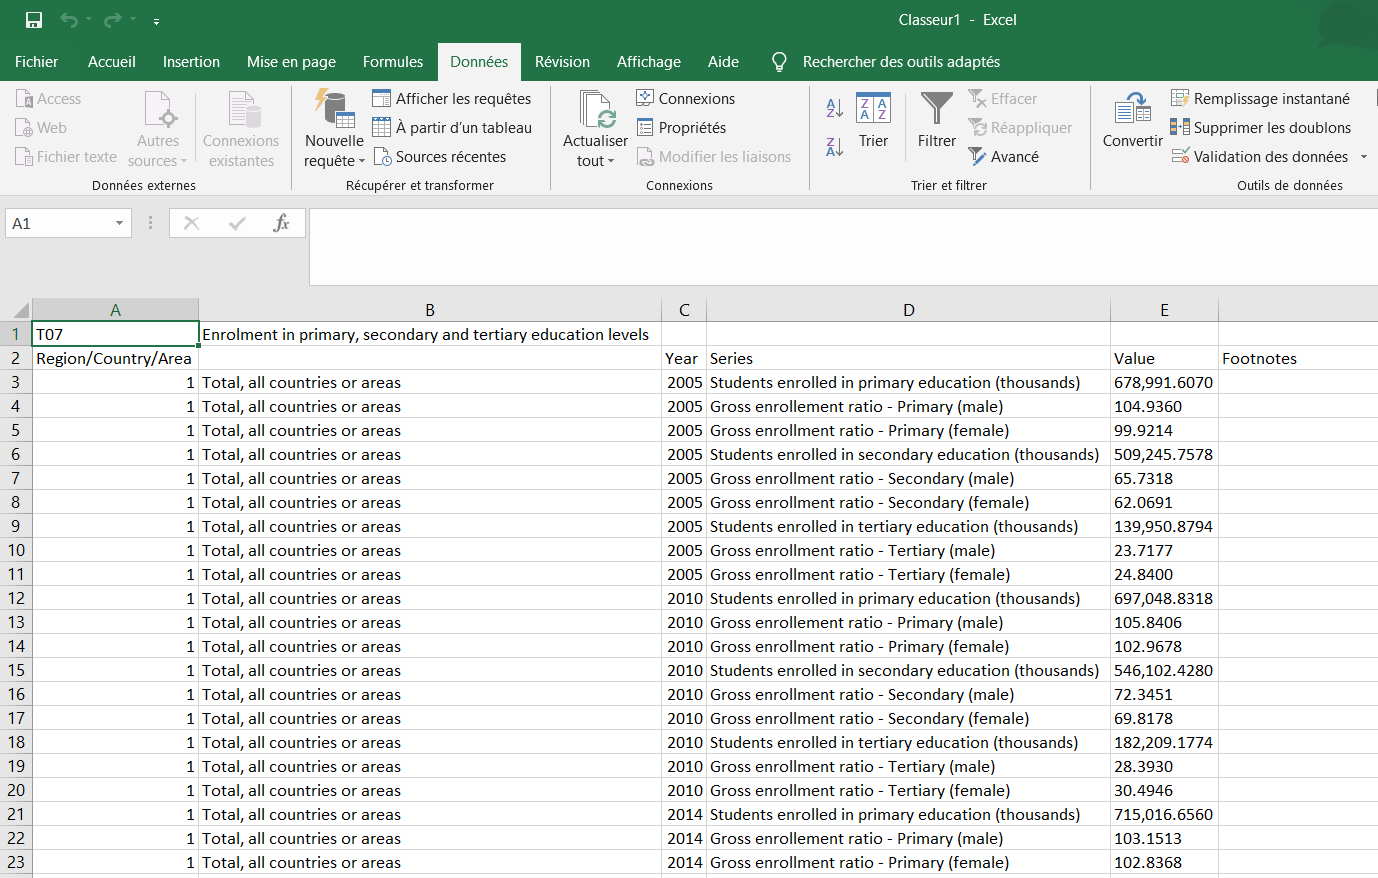 Classeur1 - Excel
Fichier Accueil Insertion Mise en page Formules Données Révision Affichage Aide Rechercher des outils adaptés
Access
Web
Fichier texte
Autres sources
Connexions existantes
Données externes
Nouvelle requête
Afficher les requêtes
À partir d'un tableau
Sources récentes
Récupérer et transformer
Actualiser tout
Connexions
Propriétés
Modifier les liaisons
Connexions
Trier
Filtrer
Effacer
Réappliquer
Avancé
Trier et filtrer
Convertir
Remplissage instantané
Supprimer les doublons
Validation des données
Outils de données
A1 fx
A B C D E
1 T07 Enrolment in primary, secondary and tertiary education levels
2 Region/Country/Area Year Series Value Footnotes
3 1 Total, all countries or areas 2005 Students enrolled in primary education (thousands) 678,991.6070
4 1 Total, all countries or areas 2005 Gross enrollement ratio - Primary (male) 104.9360
5 1 Total, all countries or areas 2005 Gross enrollment ratio - Primary (female) 99.9214
6 1 Total, all countries or areas 2005 Students enrolled in secondary education (thousands) 509,245.7578
7 1 Total, all countries or areas 2005 Gross enrollment ratio - Secondary (male) 65.7318
8 1 Total, all countries or areas 2005 Gross enrollment ratio - Secondary (female) 62.0691
9 1 Total, all countries or areas 2005 Students enrolled in tertiary education (thousands) 139,950.8794
10 1 Total, all countries or areas 2005 Gross enrollment ratio - Tertiary (male) 23.7177
11 1 Total, all countries or areas 2005 Gross enrollment ratio - Tertiary (female) 24.8400
12 1 Total, all countries or areas 2010 Students enrolled in primary education (thousands) 697,048.8318
13 1 Total, all countries or areas 2010 Gross enrollement ratio - Primary (male) 105.8406
14 1 Total, all countries or areas 2010 Gross enrollment ratio - Primary (female) 102.9678
15 1 Total, all countries or areas 2010 Students enrolled in secondary education (thousands) 546,102.4280
16 1 Total, all countries or areas 2010 Gross enrollment ratio - Secondary (male) 72.3451
17 1 Total, all countries or areas 2010 Gross enrollment ratio - Secondary (female) 69.8178
18 1 Total, all countries or areas 2010 Students enrolled in tertiary education (thousands) 182,209.1774
19 1 Total, all countries or areas 2010 Gross enrollment ratio - Tertiary (male) 28.3930
20 1 Total, all countries or areas 2010 Gross enrollment ratio - Tertiary (female) 30.4946
21 1 Total, all countries or areas 2014 Students enrolled in primary education (thousands) 715,016.6560
22 1 Total, all countries or areas 2014 Gross enrollement ratio - Primary (male) 103.1513
23 1 Total, all countries or areas 2014 Gross enrollment ratio - Primary (female) 102.8368